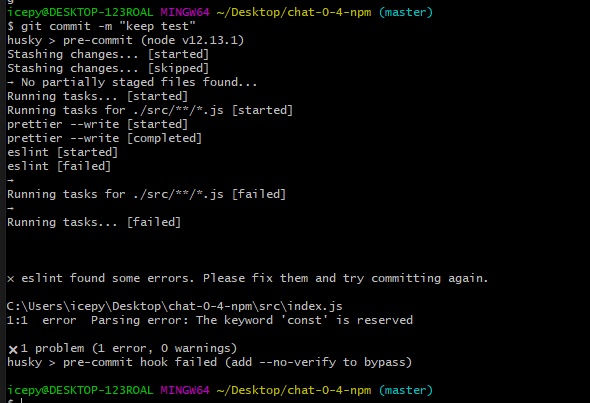 icepy@DESKTOP-123ROAL MINGW64 ~/Desktop/chat-0-4-npm (master)
$ git commit -m "keep test"
husky > pre-commit (node v12.13.1)
Stashing changes... [started]
Stashing changes... [skipped]
→ No partially staged files found...
Running tasks... [started]
Running tasks for ./src/**/*.js [started]
prettier --write [started]
prettier --write [completed]
eslint [started]
eslint [failed]
→
Running tasks for ./src/**/*.js [failed]
→
Running tasks... [failed]
× eslint found some errors. Please fix them and try committing again.
C:\Users\icepy\Desktop\chat-0-4-npm\src\index.js
1:1 error Parsing error: The keyword 'const' is reserved
✖ 1 problem (1 error, 0 warnings)
husky > pre-commit hook failed (add --no-verify to bypass)
icepy@DESKTOP-123ROAL MINGW64 ~/Desktop/chat-0-4-npm (master)
$